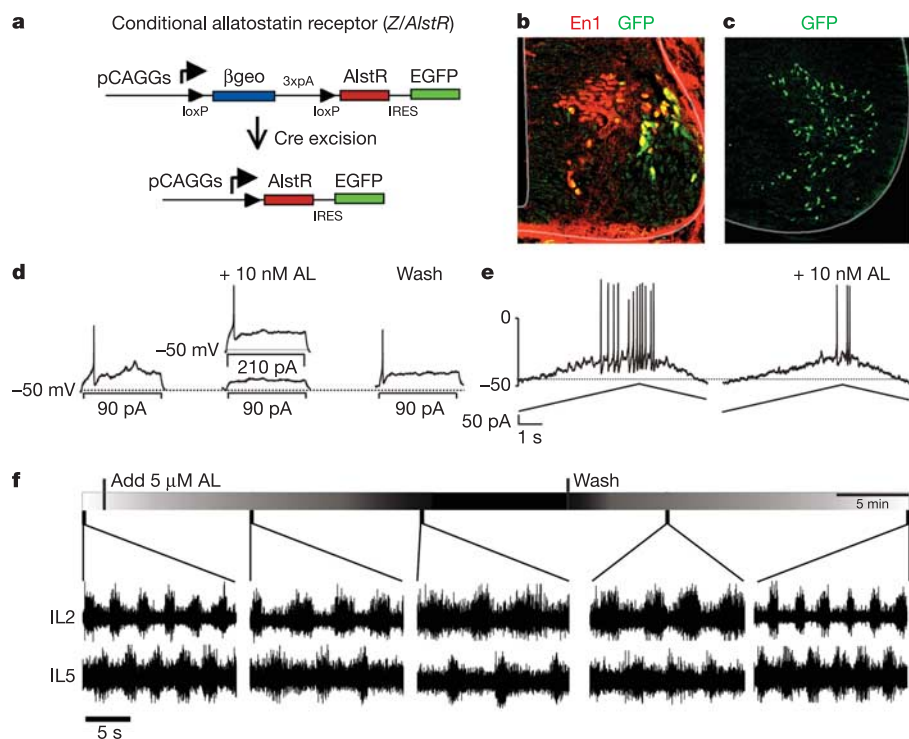 a
Conditional allatostatin receptor (Z/AlstR)
pCAGGs βgeo 3xpA AlstR EGFP
loxP loxP IRES
Cre excision
pCAGGs AlstR EGFP
IRES
b
En1 GFP
c
GFP
d
+ 10 nM AL
Wash
–50 mV
210 pA
–50 mV
90 pA 90 pA 90 pA
e
+ 10 nM AL
0
–50
50 pA
1 s
f
Add 5 μM AL
Wash
5 min
IL2
IL5
5 s